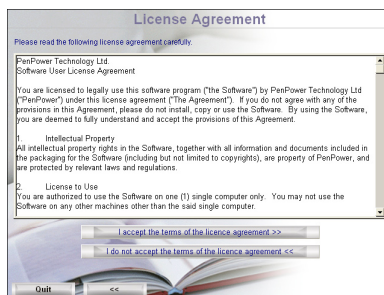 License Agreement
Please read the following license agreement carefully.
PenPower Technology Ltd.
Software User License Agreement
You are licensed to legally use this software program ("the Software") by PenPower Technology Ltd
("PenPower") under this license agreement ("The Agreement"). If you do not agree with any of the
provisions in this Agreement, please do not install, copy or use the Software. By using the Software,
you are deemed to fully understand and accept the provisions of this Agreement.
1. Intellectual Property
All intellectual property rights in the Software, together with all information and documents included in
the packaging for the Software (including but not limited to copyrights), are property of PenPower, and
are protected by relevant laws and regulations.
2. License to Use
You are authorized to use the Software on one (1) single computer only. You may not use the
Software on any other machines other than the said single computer.
I accept the terms of the licence agreement >>
I do not accept the terms of the licence agreement <<
Quit <<